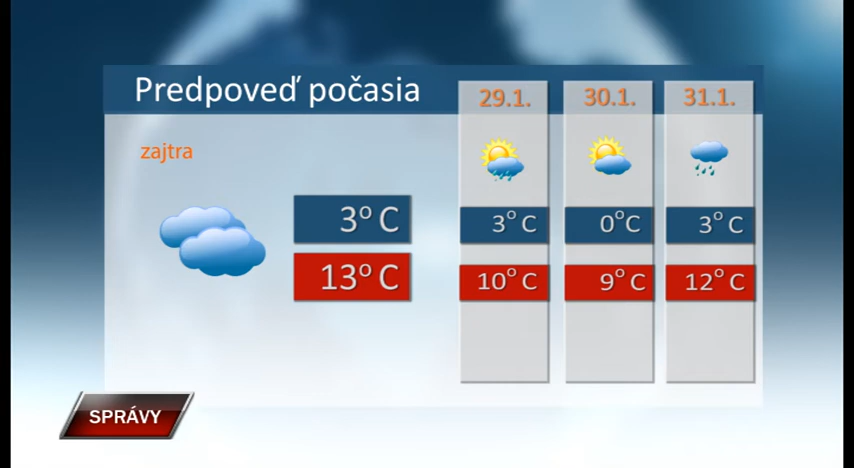 Predpoveď počasia
zajtra
3° C
13° C
29.1.
3° C
10° C
30.1.
0°C
9° C
31.1.
3° C
12° C
SPRÁVY